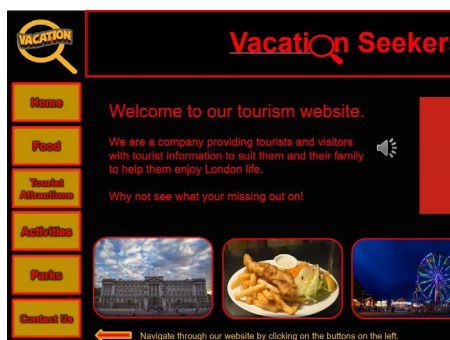 VACATION
Vacation Seekers
Home
Food
Tourist
Attractions
Activities
Parks
Contact Us
Welcome to our tourism website.
We are a company providing tourists and visitors
with tourist information to suit them and their family
to help them enjoy London life.
Why not see what your missing out on!
Navigate through our website by clicking on the buttons on the left.